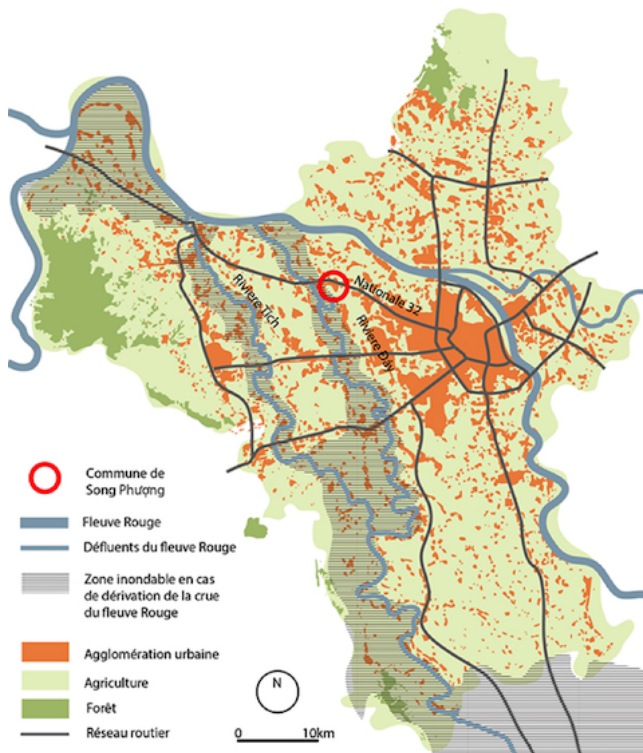 Nationale 32
Rivière Tích
Rivière Đáy
Commune de
Song Phượng
Fleuve Rouge
Défluents du fleuve Rouge
Zone inondable en cas
de dérivation de la crue
du fleuve Rouge
Agglomération urbaine
Agriculture
Forêt
Réseau routier
N
0 10km